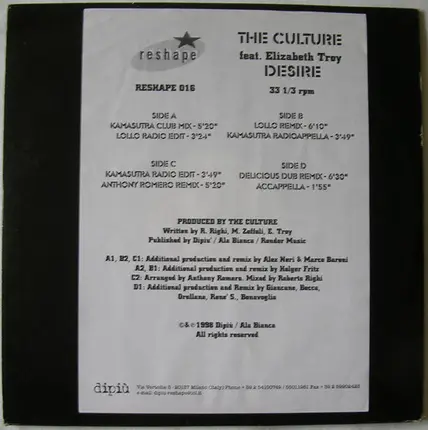 reshape
THE CULTURE
feat. Elizabeth Troy
DESIRE
RESHAPE 016
33 1/3 rpm
SIDE A
KAMASUTRA CLUB MIX - 5'20"
LOLLO RADIO EDIT - 3'24"
SIDE B
LOLLO REMIX - 6'10"
KAMASUTRA RADIOAPPELLA - 3'49"
SIDE C
KAMASUTRA RADIO EDIT - 3'49"
ANTHONY ROMERO REMIX - 5'20"
SIDE D
DELICIOUS DUB REMIX - 6'30"
ACCAPPELLA - 1'55"
PRODUCED BY THE CULTURE
Written by R. Righi, M. Zoffoli, E. Troy
Published by Dipiu' / Ala Bianca / Render Music
A1, B2, C1: Additional production and remix by Alex Neri & Marco Baroni
A2, B1: Additional production and remix by Holger Fritz
C2: Arranged by Anthony Romero. Mixed by Roberto Righi
D1: Additional production and Remix by Giancane, Becca,
Orellana, Rene' S., Benavoglia
©&℗ 1998 Dipiù / Ala Bianca
All rights reserved
dipiù
Milano (Italy) Phone